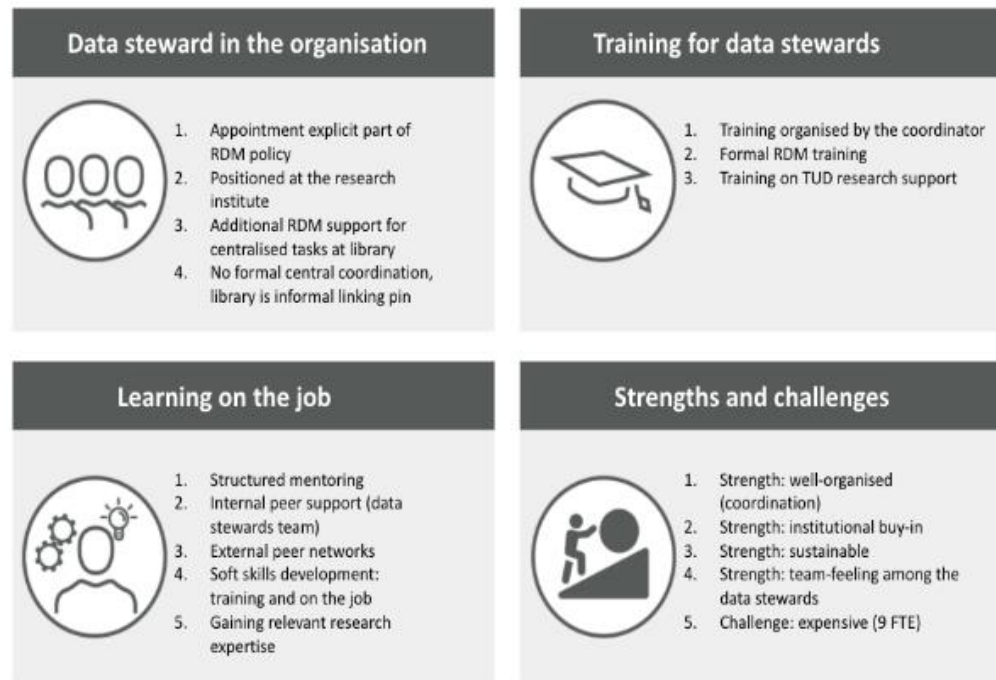 Data steward in the organisation
1. Appointment explicit part of
RDM policy
2. Positioned at the research
institute
3. Additional RDM support for
centralised tasks at library
4. No formal central coordination,
library is informal linking pin
Training for data stewards
1. Training organised by the coordinator
2. Formal RDM training
3. Training on TUD research support
Learning on the job
1. Structured mentoring
2. Internal peer support (data
stewards team)
3. External peer networks
4. Soft skills development:
training and on the job
5. Gaining relevant research
expertise
Strengths and challenges
1. Strength: well-organised
(coordination)
2. Strength: institutional buy-in
3. Strength: sustainable
4. Strength: team-feeling among the
data stewards
5. Challenge: expensive (9 FTE)